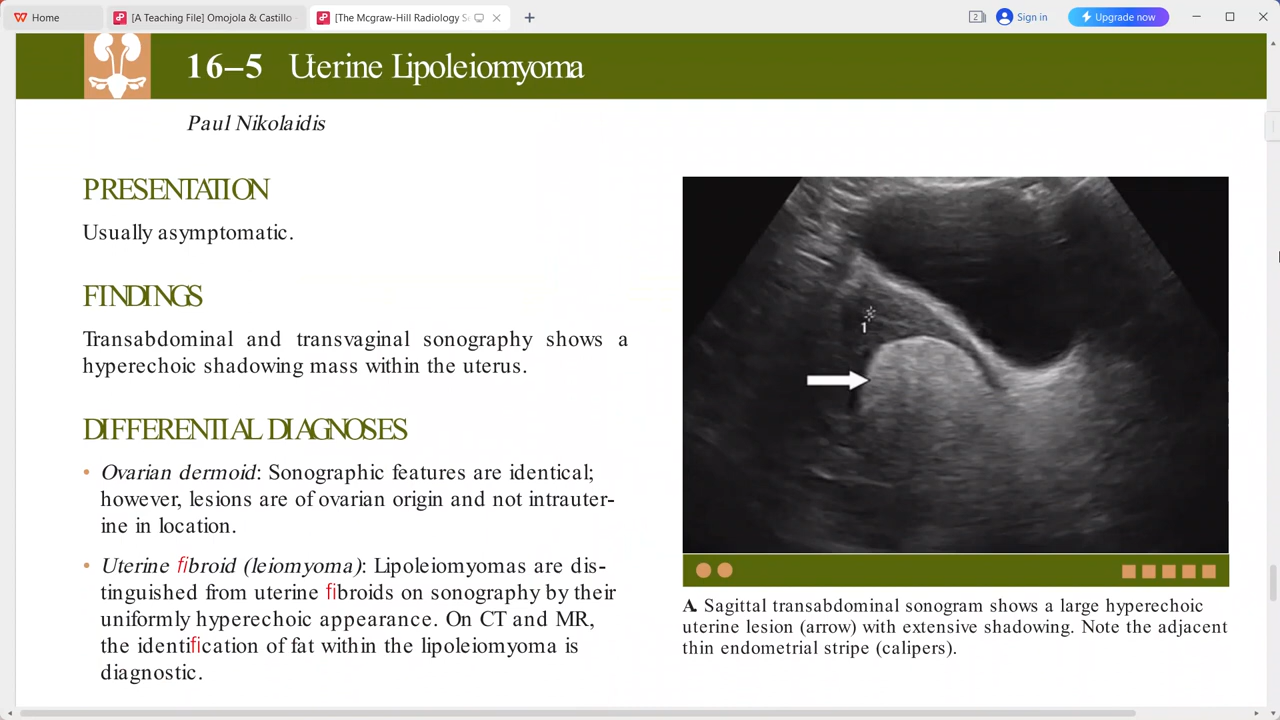 Home
[A Teaching File] Omojola & Castillo
[The Mcgraw-Hill Radiology S
2
Sign in
Upgrade now
16–5 Uterine Lipoleiomyoma
Paul Nikolaidis
PRESENTATION
Usually asymptomatic.
FINDINGS
Transabdominal and transvaginal sonography shows a
hyperechoic shadowing mass within the uterus.
DIFFERENTIAL DIAGNOSES
• Ovarian dermoid: Sonographic features are identical;
however, lesions are of ovarian origin and not intrauter-
ine in location.
• Uterine fibroid (leiomyoma): Lipoleiomyomas are dis-
tinguished from uterine fibroids on sonography by their
uniformly hyperechoic appearance. On CT and MR,
the identification of fat within the lipoleiomyoma is
diagnostic.
1
A. Sagittal transabdominal sonogram shows a large hyperechoic
uterine lesion (arrow) with extensive shadowing. Note the adjacent
thin endometrial stripe (calipers).